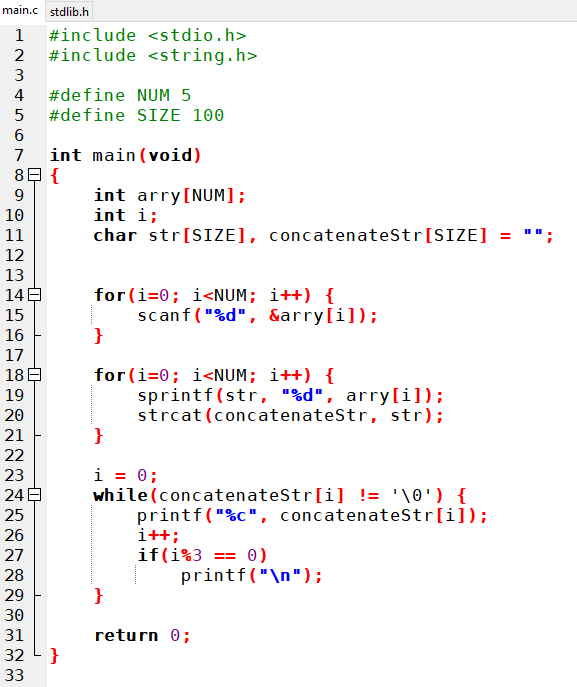 main.c stdlib.h
1 #include <stdio.h>
2 #include <string.h>
3
4 #define NUM 5
5 #define SIZE 100
6
7 int main(void)
8 {
9 int arry[NUM];
10 int i;
11 char str[SIZE], concatenateStr[SIZE] = "";
12
13
14 for(i=0; i<NUM; i++) {
15 scanf("%d", &arry[i]);
16 }
17
18 for(i=0; i<NUM; i++) {
19 sprintf(str, "%d", arry[i]);
20 strcat(concatenateStr, str);
21 }
22
23 i = 0;
24 while(concatenateStr[i] != '\0') {
25 printf("%c", concatenateStr[i]);
26 i++;
27 if(i%3 == 0)
28 printf("\n");
29 }
30
31 return 0;
32 }
33